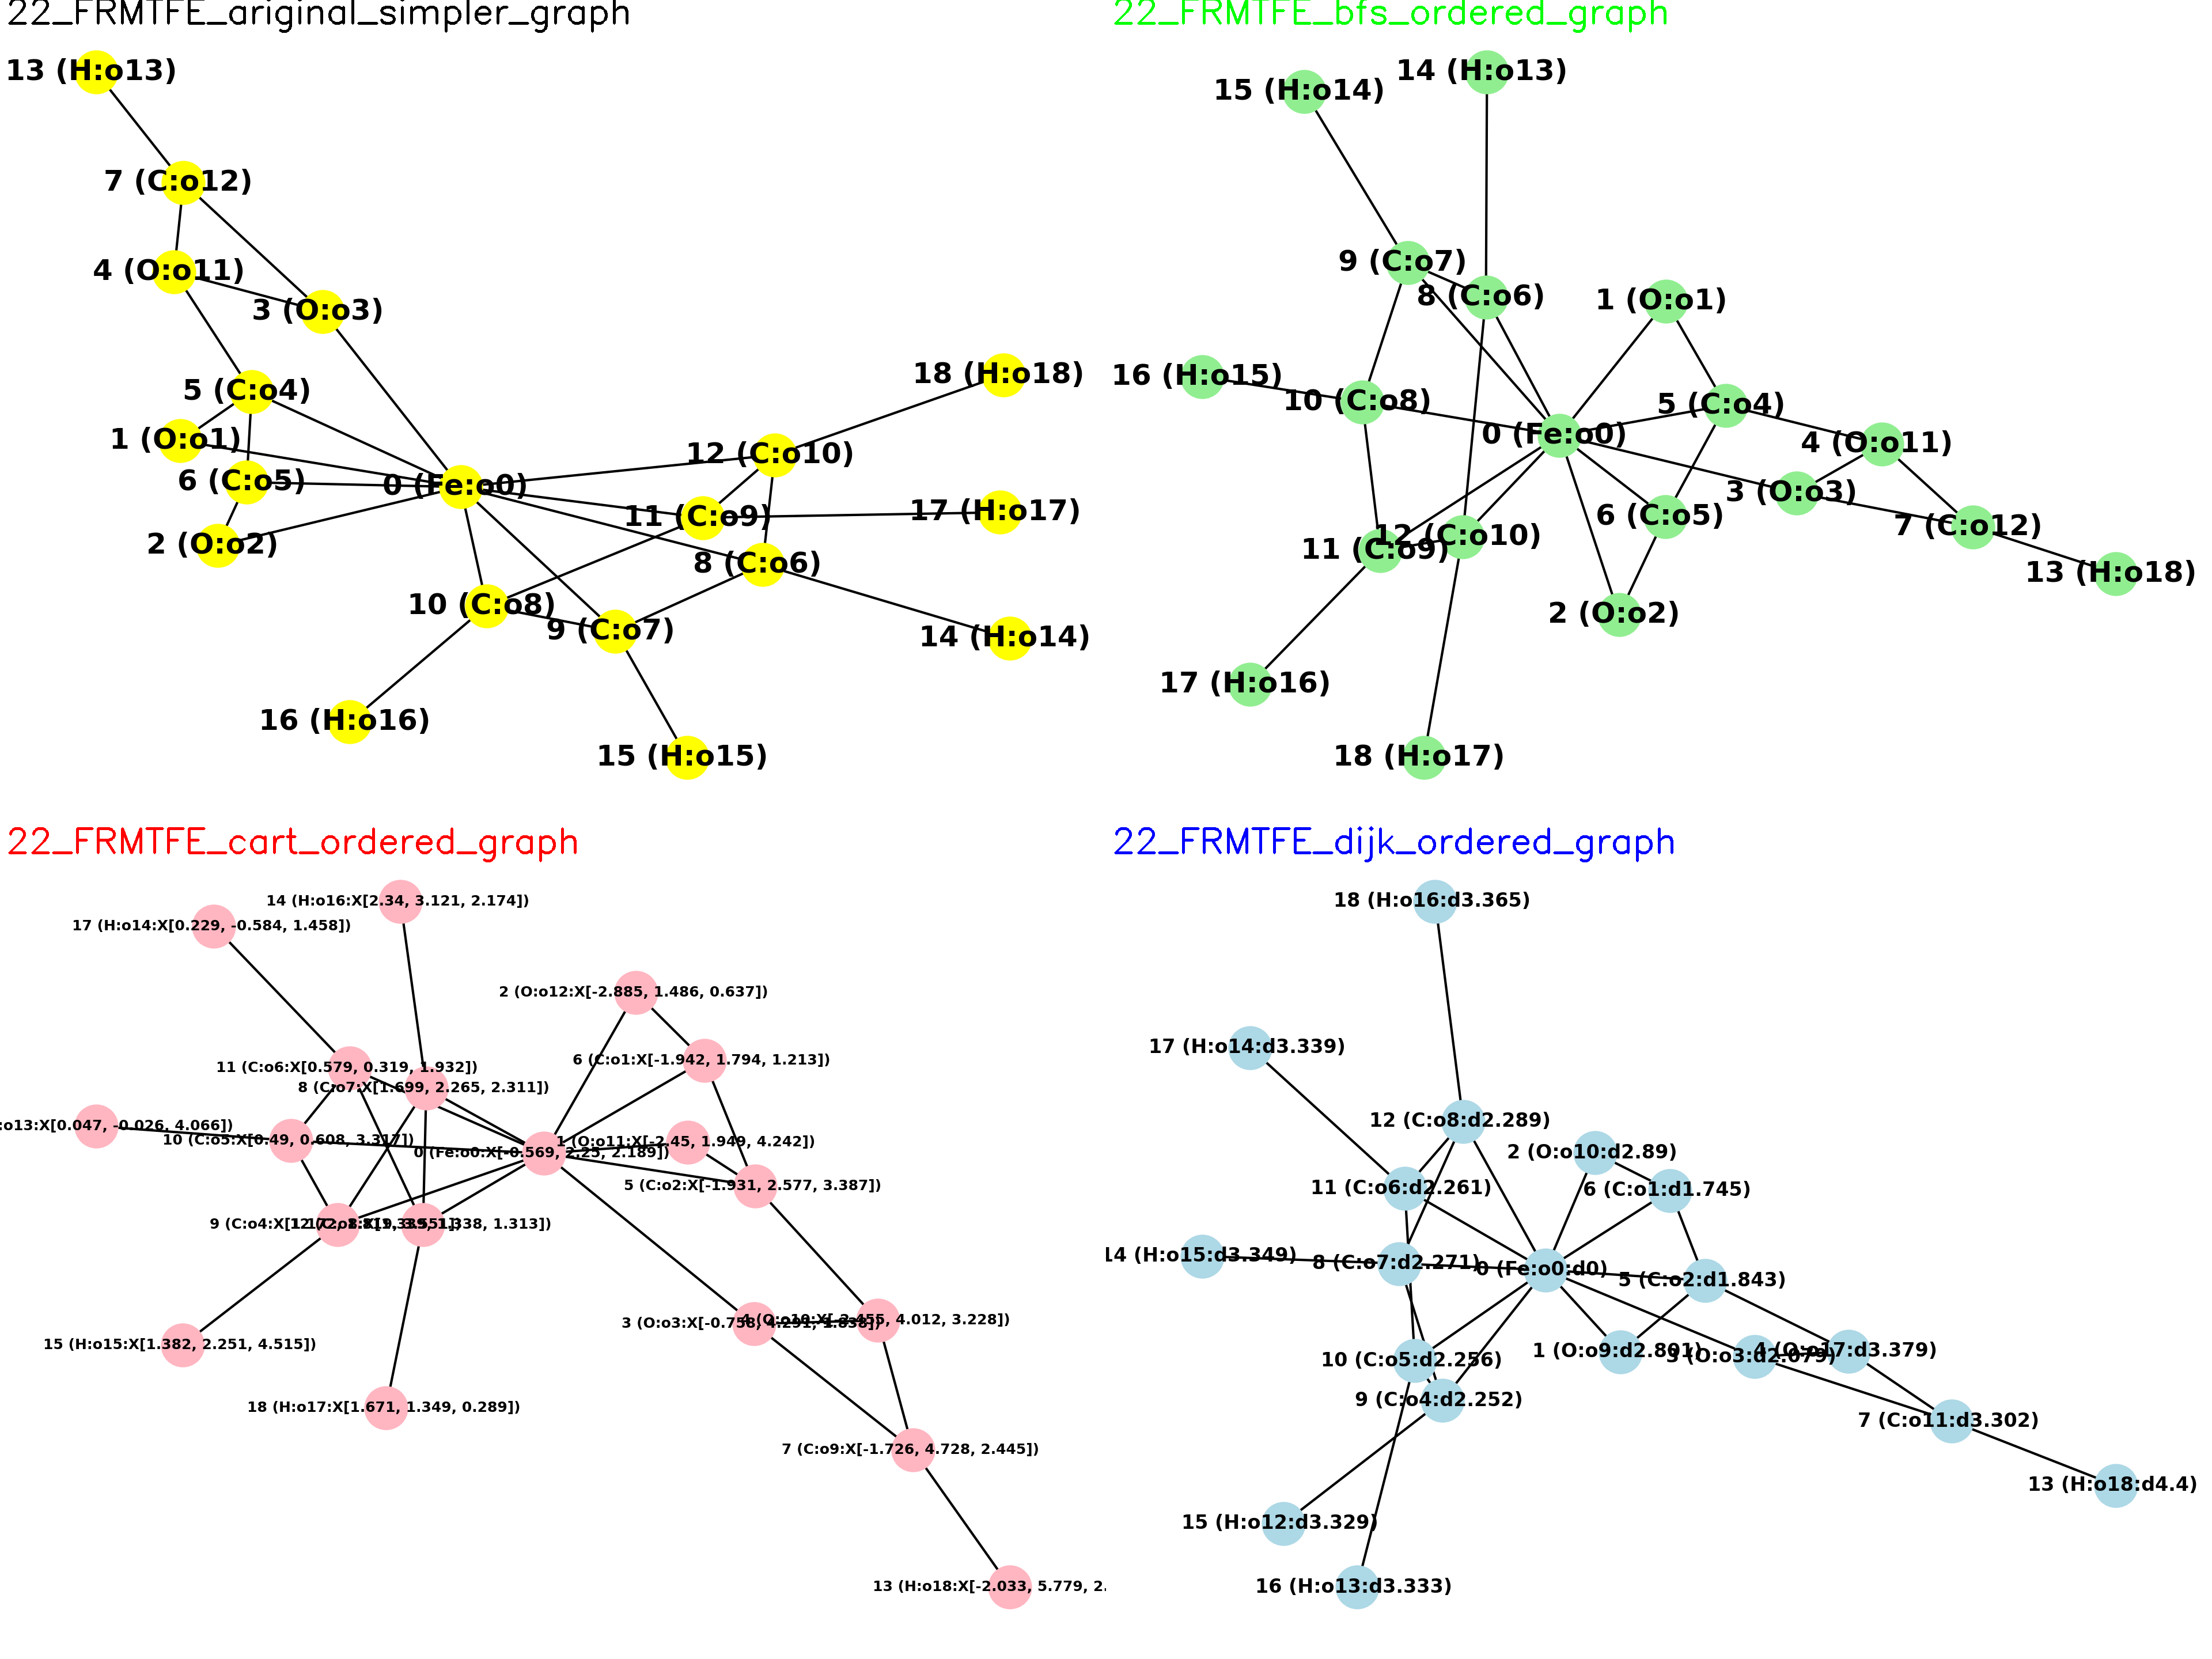 22_FRMTFE_original_simpler_graph
13 (H:o13)
7 (C:o12)
4 (O:o11)
3 (O:o3)
18 (H:o18)
5 (C:o4)
1 (O:o1)
12 (C:o10)
6 (C:o5)
0 (Fe:o0)
11 (C:o9)
17 (H:o17)
2 (O:o2)
8 (C:o6)
10 (C:o8)
9 (C:o7)
14 (H:o14)
16 (H:o16)
15 (H:o15)
22_FRMTFE_bfs_ordered_graph
14 (H:o13)
15 (H:o14)
9 (C:o7)
8 (C:o6)
1 (O:o1)
16 (H:o15)
10 (C:o8)
5 (C:o4)
0 (Fe:o0)
4 (O:o11)
3 (O:o3)
6 (C:o5)
7 (C:o12)
12 (C:o10)
11 (C:o9)
13 (H:o18)
2 (O:o2)
17 (H:o16)
18 (H:o17)
22_FRMTFE_cart_ordered_graph
14 (H:o16:X[2.34, 3.121, 2.174])
17 (H:o14:X[0.229, -0.584, 1.458])
2 (O:o12:X[-2.885, 1.486, 0.637])
6 (C:o1:X[-1.942, 1.794, 1.213])
11 (C:o6:X[0.579, 0.319, 1.932])
8 (C:o7:X[1.699, 2.265, 2.311])
:o13:X[0.047, -0.026, 4.066])
10 (C:o5:X[0.49, 0.608, 3.317])
1 (O:o11:X[-2.45, 1.949, 4.242])
0 (Fe:o0:X[-0.569, 2.25, 2.189])
5 (C:o2:X[-1.931, 2.577, 3.387])
9 (C:o4:X[
1.338, 1.313])
3 (O:o3:X[-0.758,
4.012, 3.228])
15 (H:o15:X[1.382, 2.251, 4.515])
18 (H:o17:X[1.671, 1.349, 0.289])
7 (C:o9:X[-1.726, 4.728, 2.445])
13 (H:o18:X[-2.033, 5.779, 2.
22_FRMTFE_dijk_ordered_graph
18 (H:o16:d3.365)
17 (H:o14:d3.339)
12 (C:o8:d2.289)
2 (O:o10:d2.89)
11 (C:o6:d2.261)
6 (C:o1:d1.745)
14 (H:o15:d3.349)
8 (C:o7:d2.271)
0 (Fe:o0:d0)
5 (C:o2:d1.843)
10 (C:o5:d2.256)
1 (O:o9:d2.801)
3 (O:o3:d2.079)
4 (O:o17:d3.379)
9 (C:o4:d2.252)
7 (C:o11:d3.302)
13 (H:o18:d4.4)
15 (H:o12:d3.329)
16 (H:o13:d3.333)